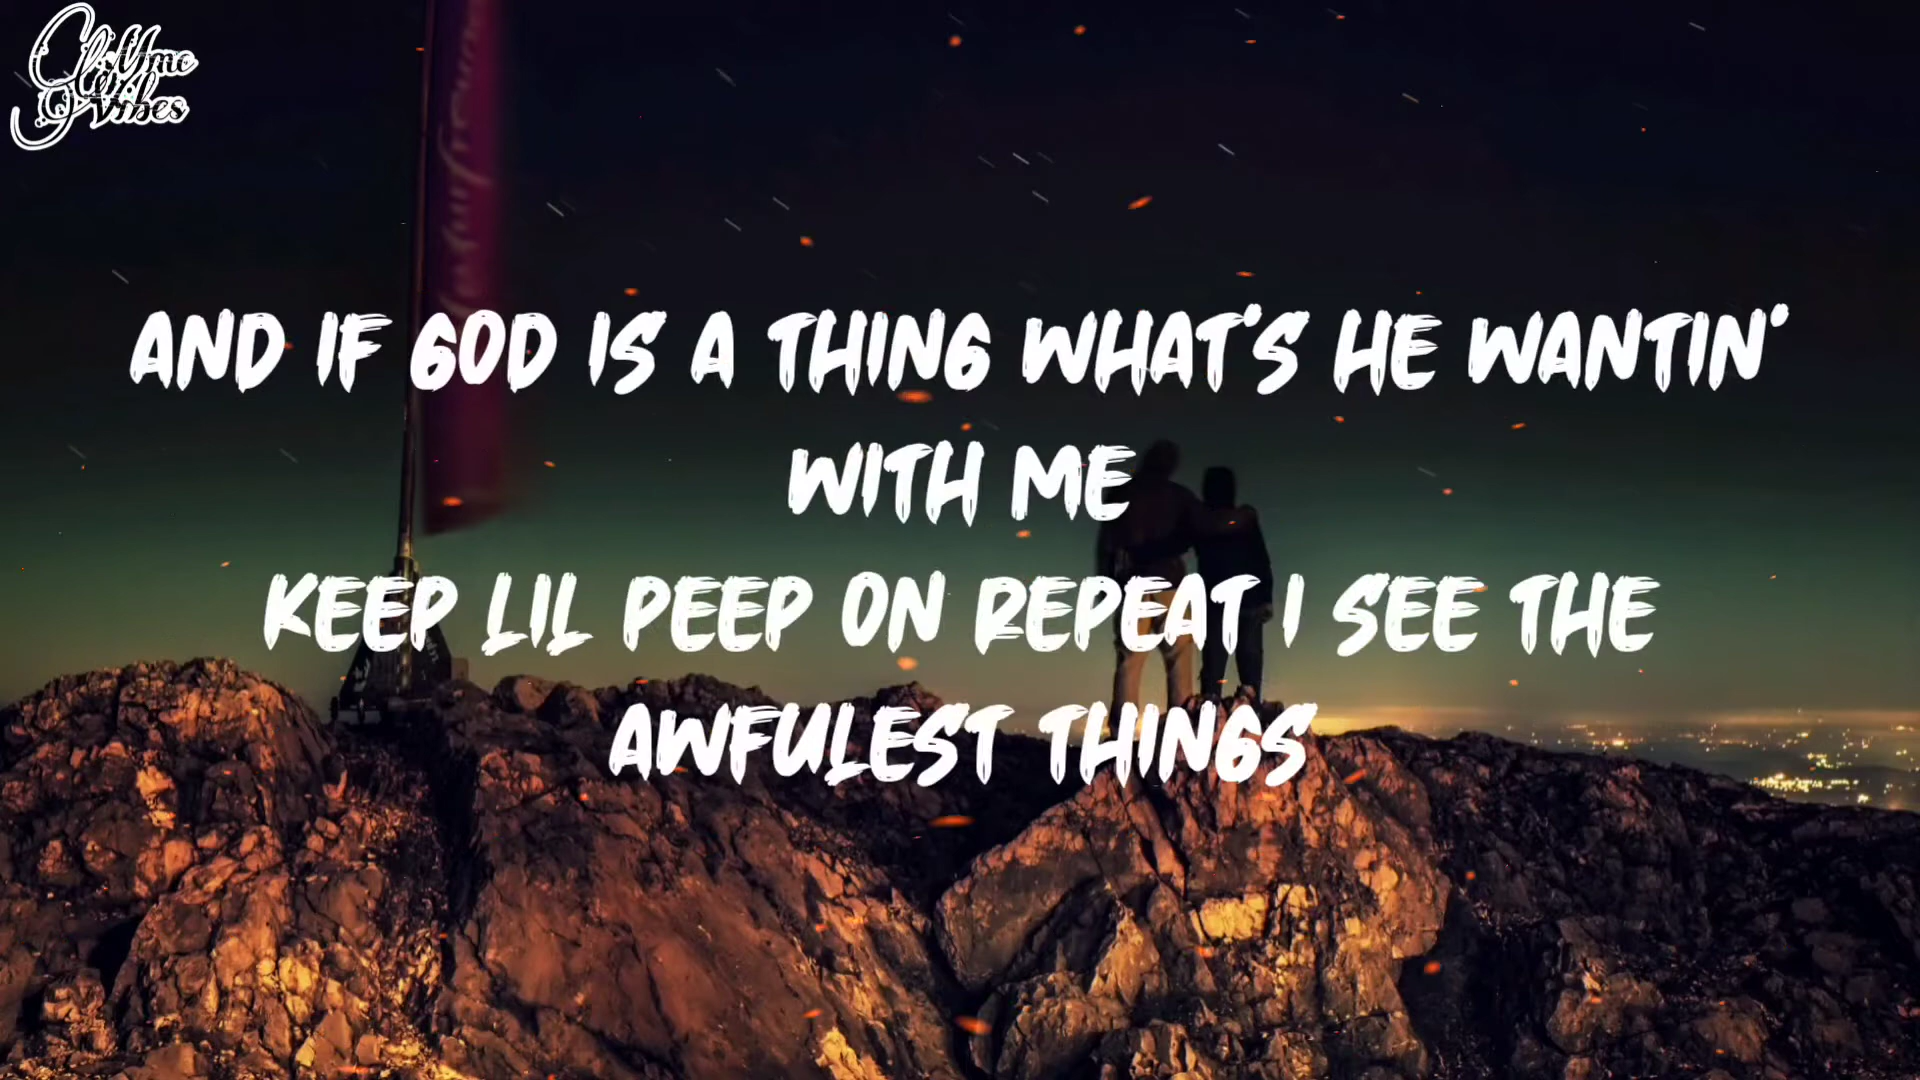 AND IF GOD IS A THING WHAT'S HE WANTIN'
WITH ME
KEEP LIL PEEP ON REPEAT I SEE THE
AWFULEST THINGS